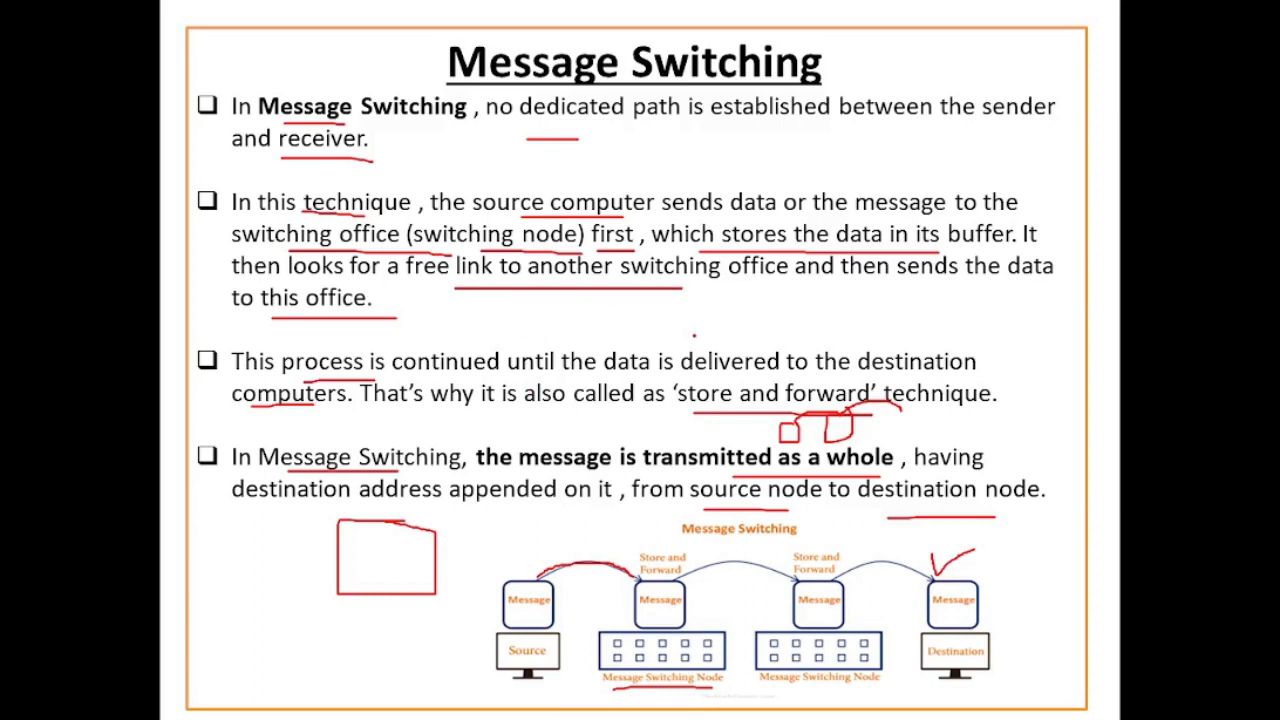 Message Switching
❑ In Message Switching , no dedicated path is established between the sender
and receiver.
❑ In this technique , the source computer sends data or the message to the
switching office (switching node) first , which stores the data in its buffer. It
then looks for a free link to another switching office and then sends the data
to this office.
❑ This process is continued until the data is delivered to the destination
computers. That’s why it is also called as ‘store and forward’ technique.
❑ In Message Switching, the message is transmitted as a whole , having
destination address appended on it , from source node to destination node.
Message Switching
Store and Forward
Store and Forward
Message
Message
Message
Message
Source
Destination
Message Switching Node
Message Switching Node